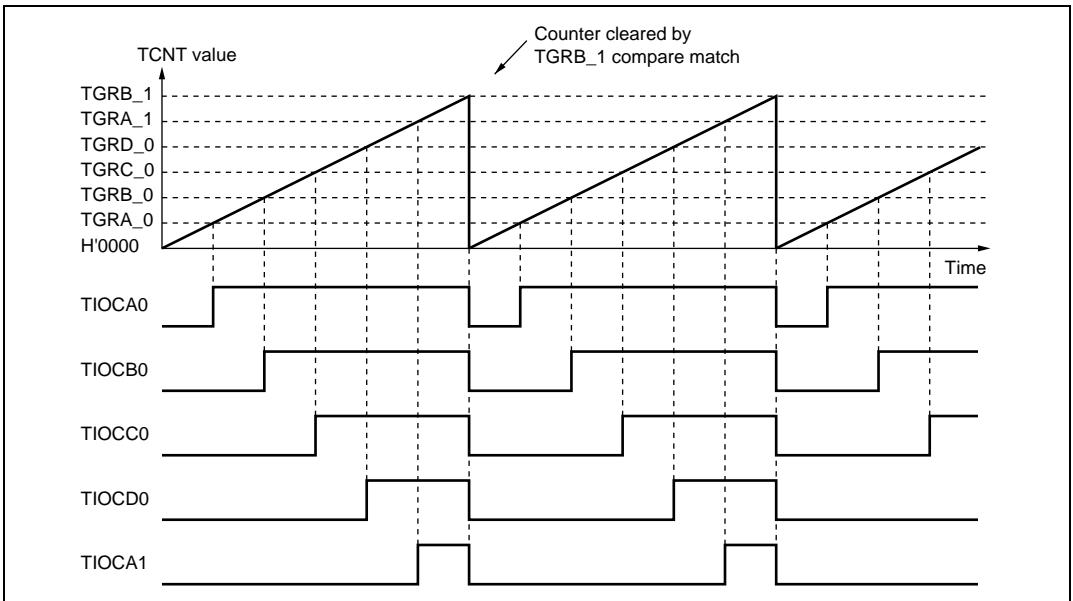 Counter cleared by
TGRB_1 compare match
TCNT value
TGRB_1
TGRA_1
TGRD_0
TGRC_0
TGRB_0
TGRA_0
H'0000
Time
TIOCA0
TIOCB0
TIOCC0
TIOCD0
TIOCA1